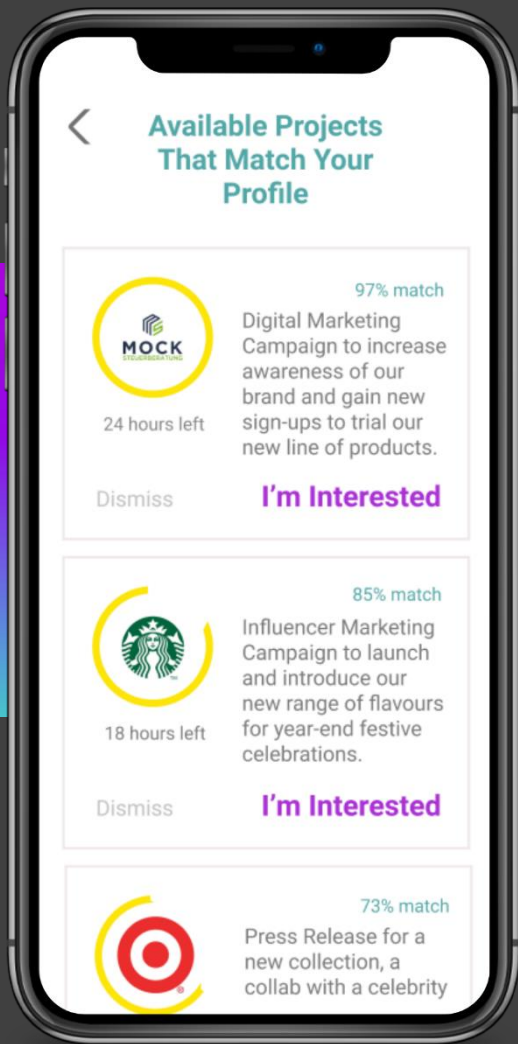 Available Projects
That Match Your
Profile
97% match
MOCK
STEUERBERATUNG
Digital Marketing
Campaign to increase
awareness of our
brand and gain new
sign-ups to trial our
new line of products.
24 hours left
Dismiss
I'm Interested
85% match
TM
Influencer Marketing
Campaign to launch
and introduce our
new range of flavours
for year-end festive
celebrations.
18 hours left
Dismiss
I'm Interested
73% match
®
Press Release for a
new collection, a
collab with a celebrity